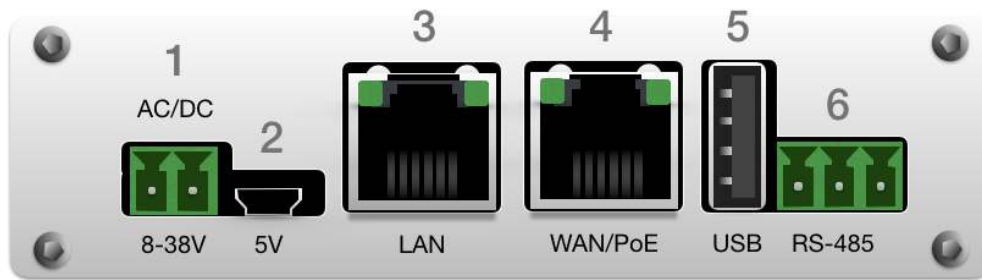 1
2
3
4
5
6
AC/DC
8-38V
5V
LAN
WAN/PoE
USB
RS-485